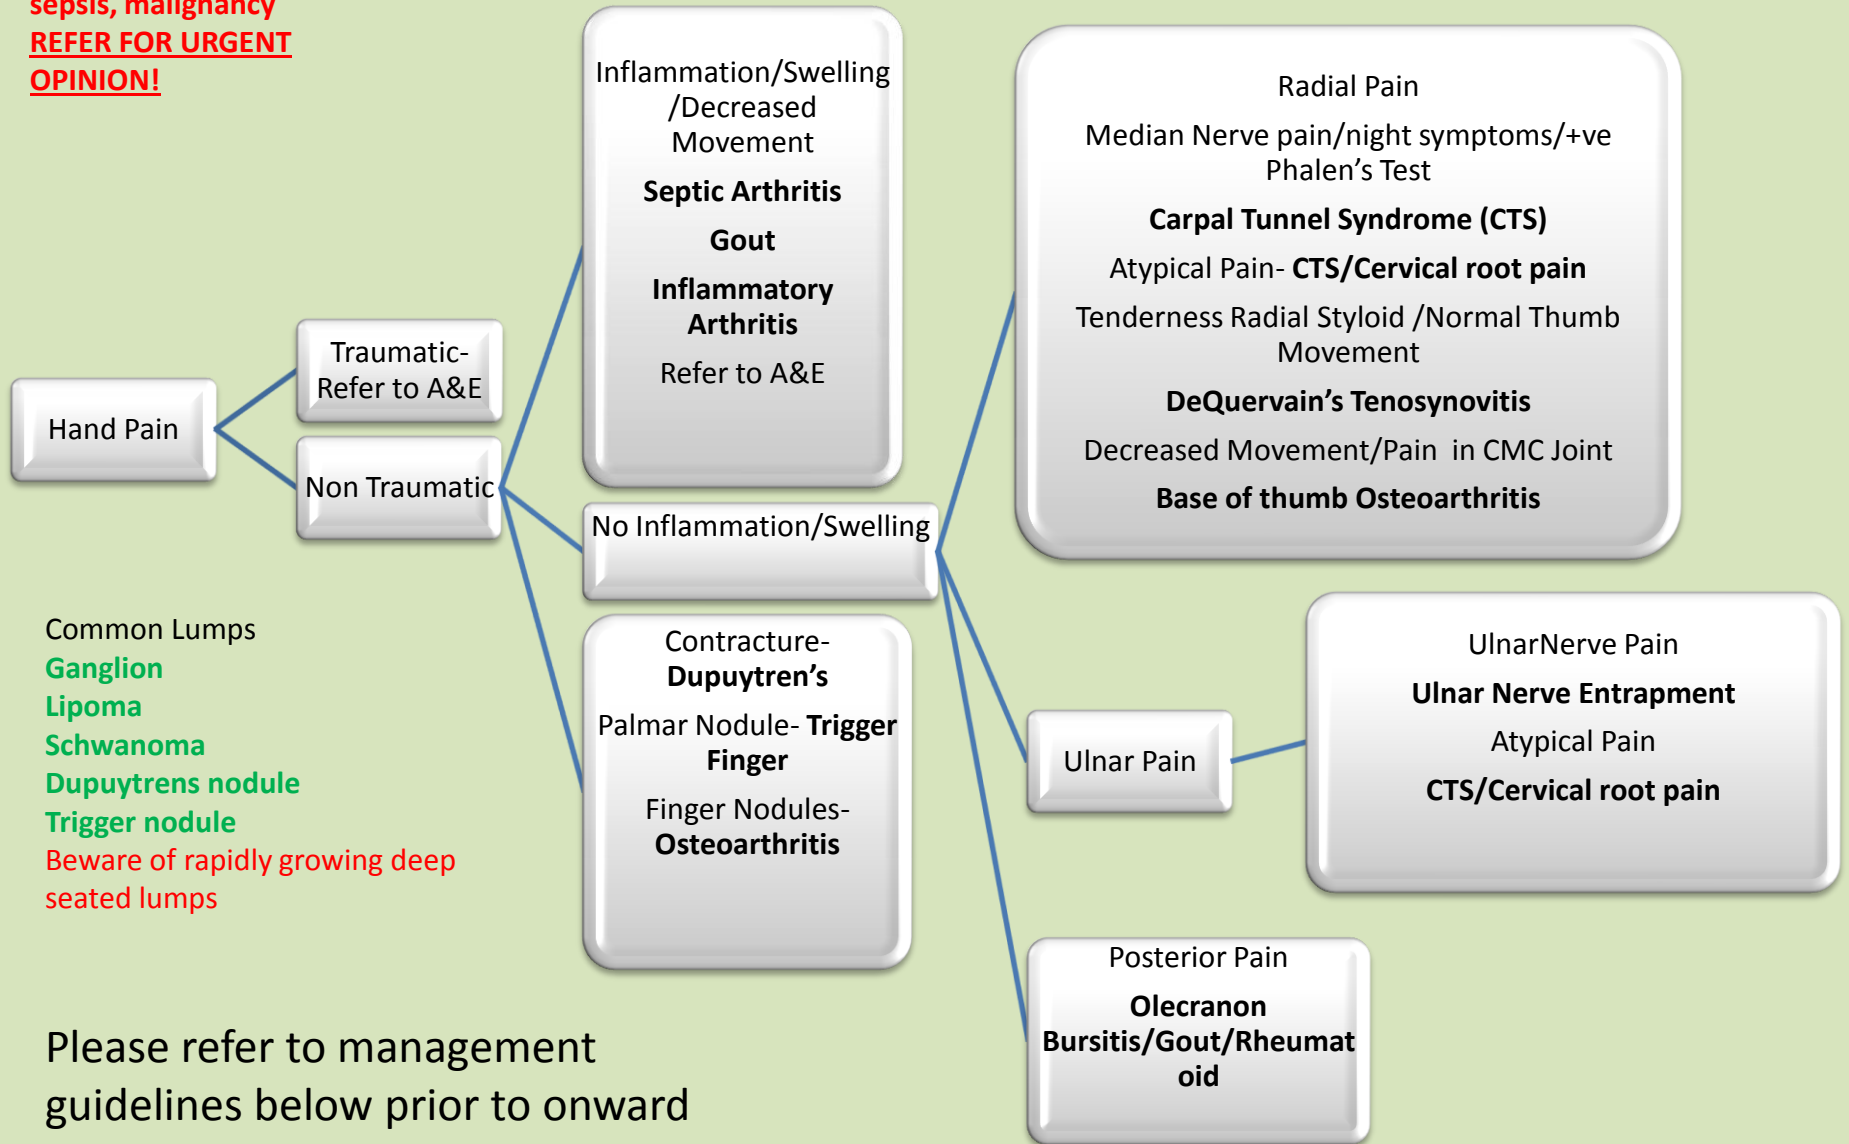 sepsis, malignancy
REFER FOR URGENT
OPINION!
Hand Pain
Traumatic-
Refer to A&E
Non Traumatic
Inflammation/Swelling
/Decreased
Movement
Septic Arthritis
Gout
Inflammatory
Arthritis
Refer to A&E
No Inflammation/Swelling
Contracture-
Dupuytren's
Palmar Nodule- Trigger
Finger
Finger Nodules-
Osteoarthritis
Radial Pain
Median Nerve pain/night symptoms/+ve
Phalen's Test
Carpal Tunnel Syndrome (CTS)
Atypical Pain- CTS/Cervical root pain
Tenderness Radial Styloid /Normal Thumb
Movement
DeQuervain's Tenosynovitis
Decreased Movement/Pain in CMC Joint
Base of thumb Osteoarthritis
Ulnar Pain
UlnarNerve Pain
Ulnar Nerve Entrapment
Atypical Pain
CTS/Cervical root pain
Posterior Pain
Olecranon
Bursitis/Gout/Rheumat
oid
Common Lumps
Ganglion
Lipoma
Schwanoma
Dupuytrens nodule
Trigger nodule
Beware of rapidly growing deep
seated lumps
Please refer to management
guidelines below prior to onward